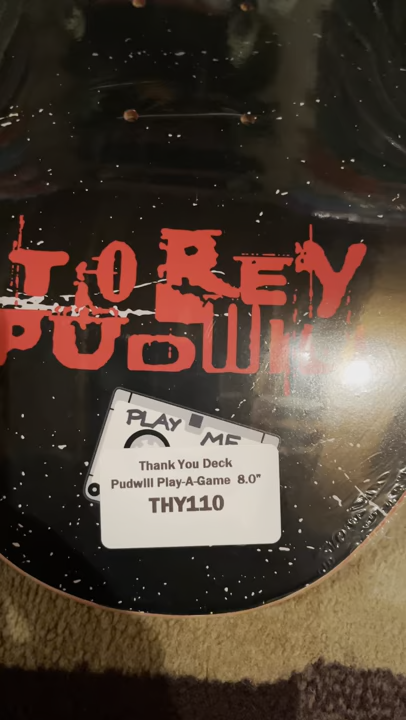 TOREY
PUDWILL
PLAY
ME
Thank You Deck
Pudwill Play-A-Game 8.0”
THY110